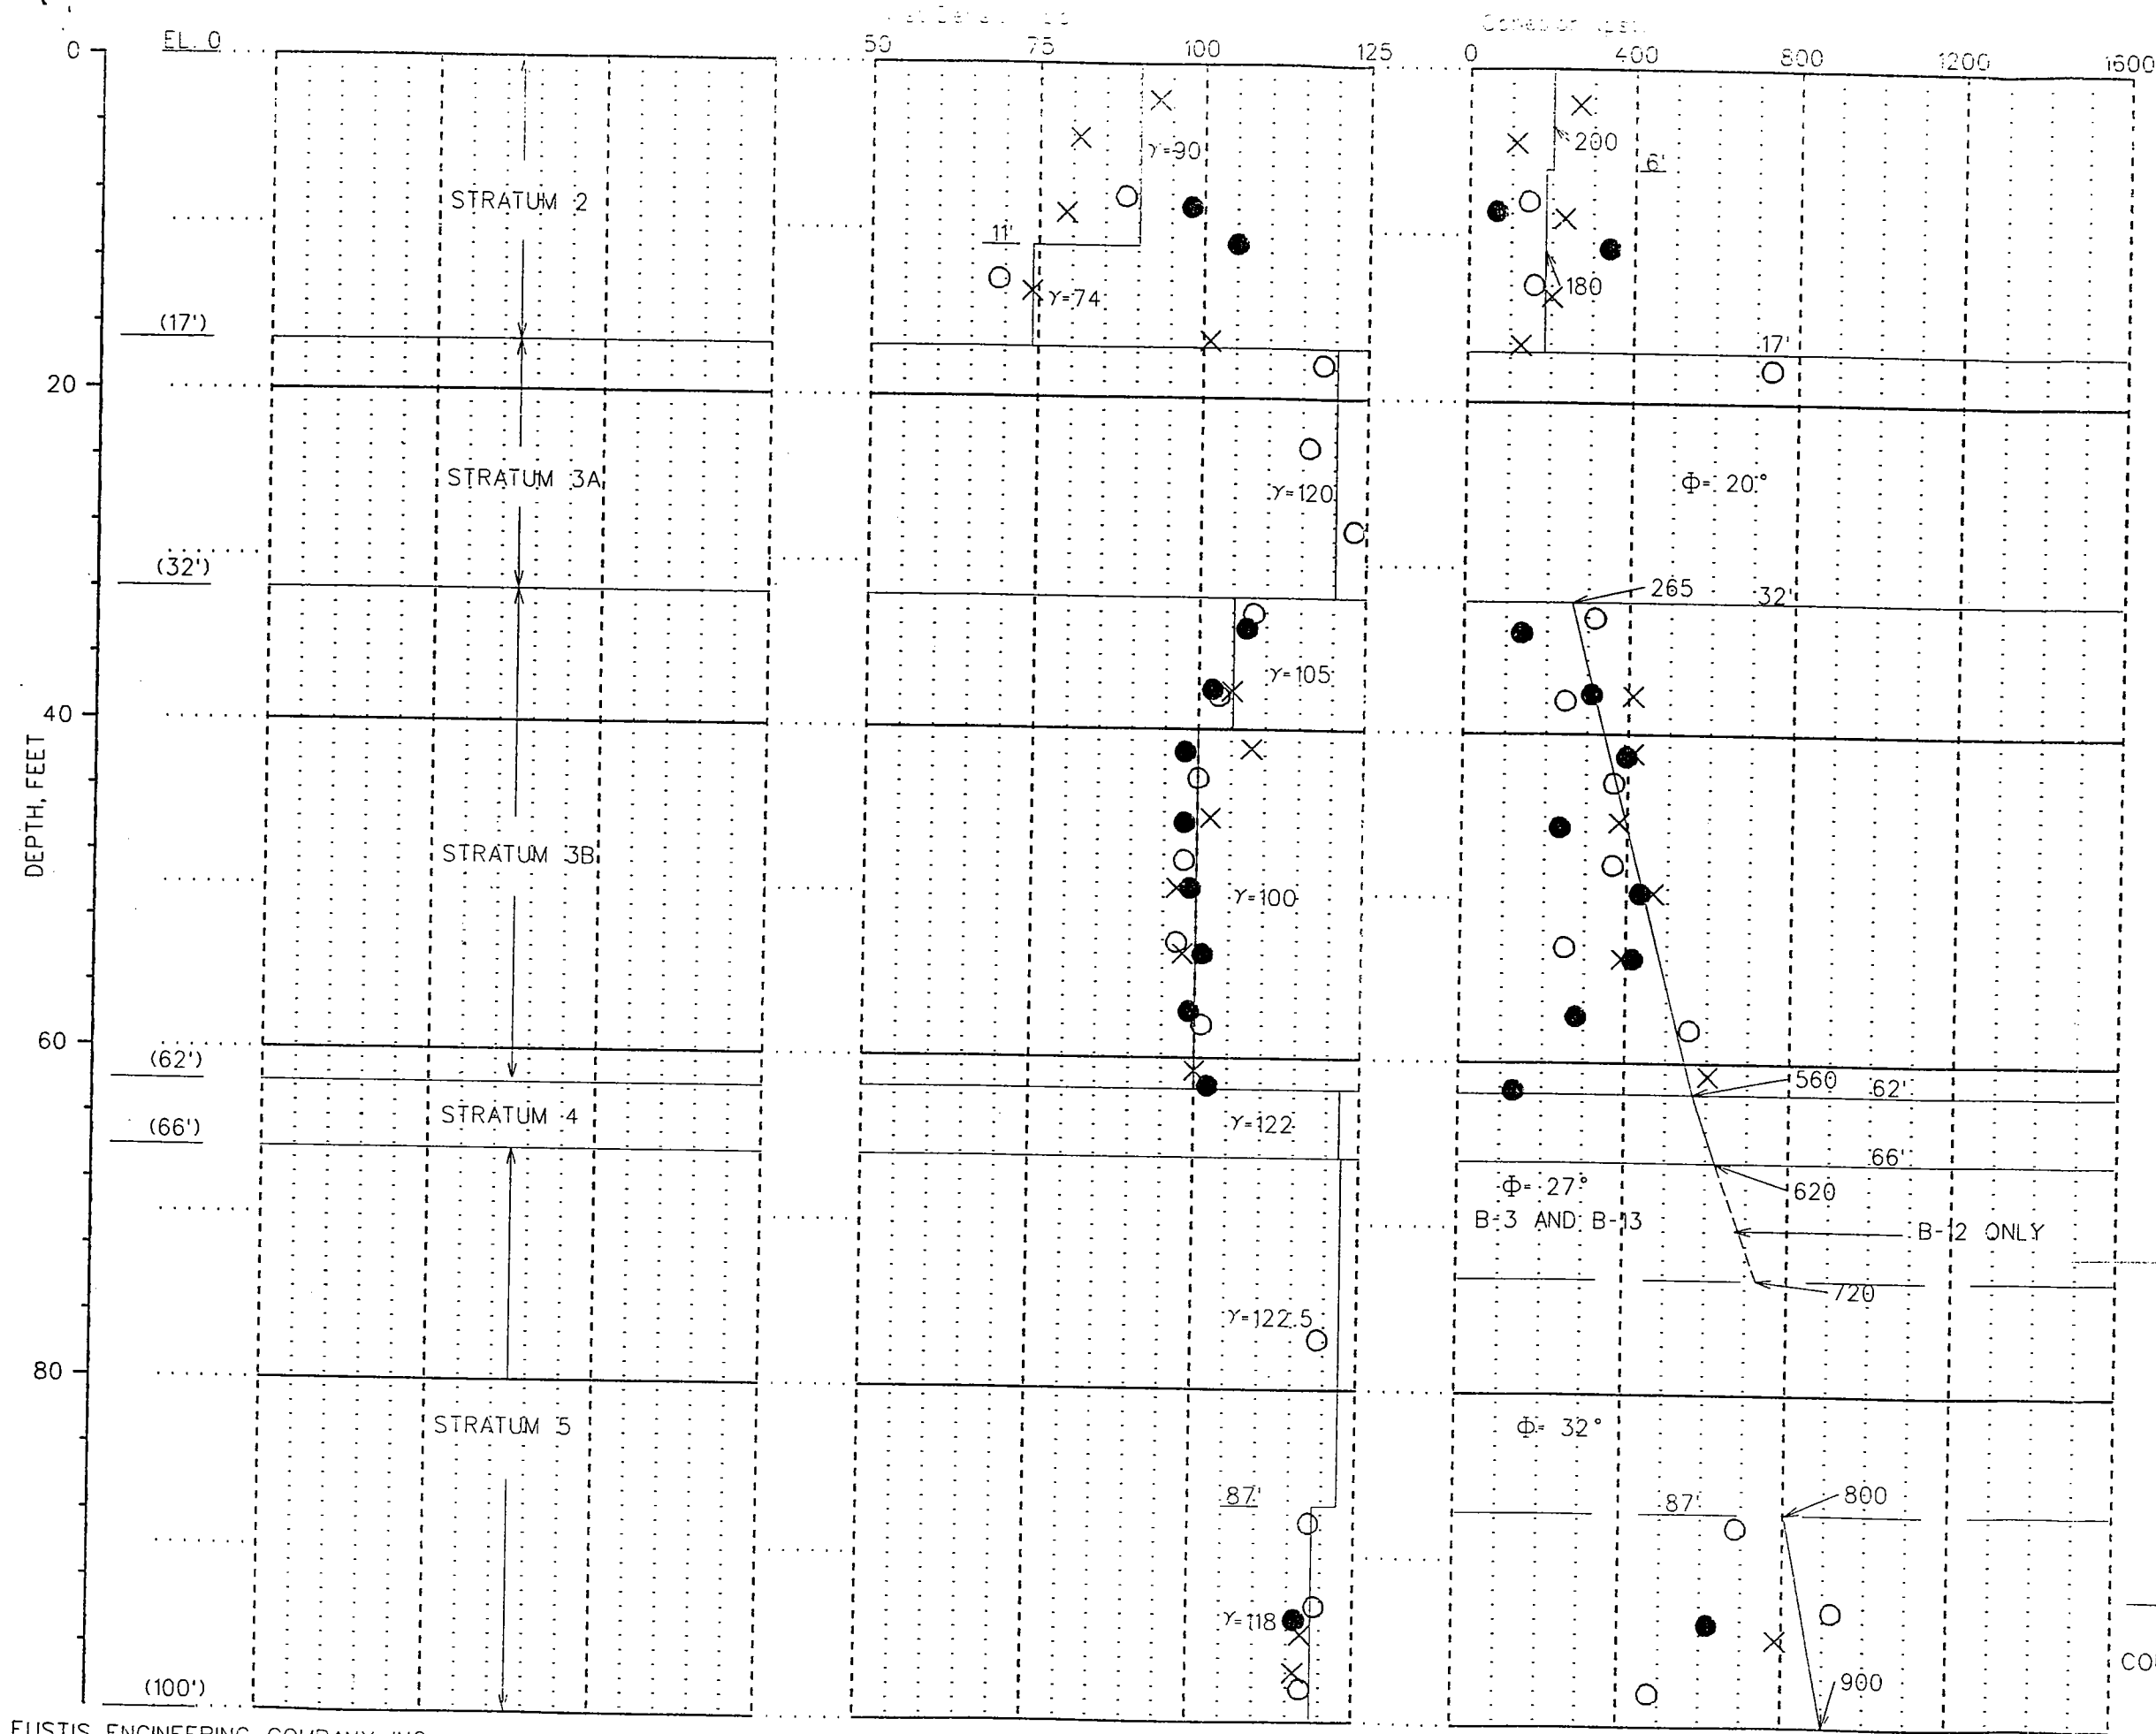 Cohesion (psf)
0 EL. 0 50 75 100 125 0 400 800 1200 1600
γ=90 200
6'
STRATUM 2
11'
γ=74 180
(17') 17'
20
STRATUM 3A Φ= 20°
γ=120
(32') 265 32'
γ=105
40
DEPTH, FEET
STRATUM 3B
γ=100
60
(62') 560 62'
STRATUM 4 γ=122
(66') 66'
Φ= 27° 620
B-3 AND B-13 B-12 ONLY
720
γ=122.5
80
STRATUM 5 Φ= 32°
87' 87' 800
γ=118
(100') 900
EUSTIS ENGINEERING COMPANY, INC.